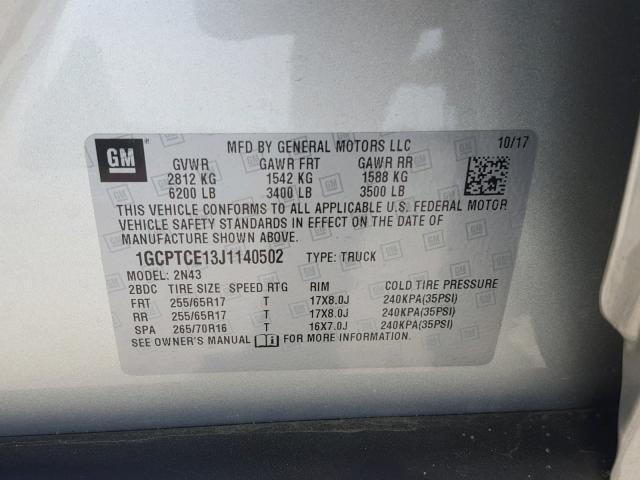 GM
MFD BY GENERAL MOTORS LLC 10/17
GVWR GAWR FRT GAWR RR
2812 KG 1542 KG 1588 KG
6200 LB 3400 LB 3500 LB
THIS VEHICLE CONFORMS TO ALL APPLICABLE U.S. FEDERAL MOTOR
VEHICLE SAFETY STANDARDS IN EFFECT ON THE DATE OF
MANUFACTURE SHOWN ABOVE.
1GCPTCE13J1140502 TYPE: TRUCK
MODEL: 2N43
2BDC TIRE SIZE SPEED RTG RIM COLD TIRE PRESSURE
FRT 255/65R17 T 17X8.0J 240KPA(35PSI)
RR 255/65R17 T 17X8.0J 240KPA(35PSI)
SPA 265/70R16 T 16X7.0J 240KPA(35PSI)
SEE OWNER'S MANUAL FOR MORE INFORMATION.